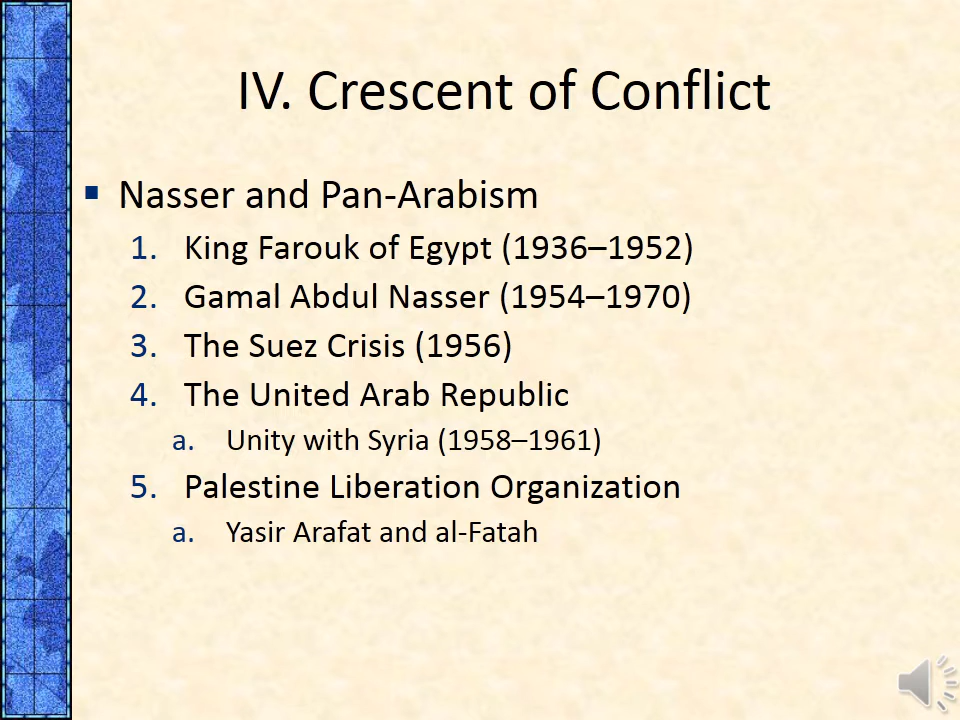 IV. Crescent of Conflict
▪ Nasser and Pan-Arabism
1. King Farouk of Egypt (1936–1952)
2. Gamal Abdul Nasser (1954–1970)
3. The Suez Crisis (1956)
4. The United Arab Republic
a. Unity with Syria (1958–1961)
5. Palestine Liberation Organization
a. Yasir Arafat and al-Fatah